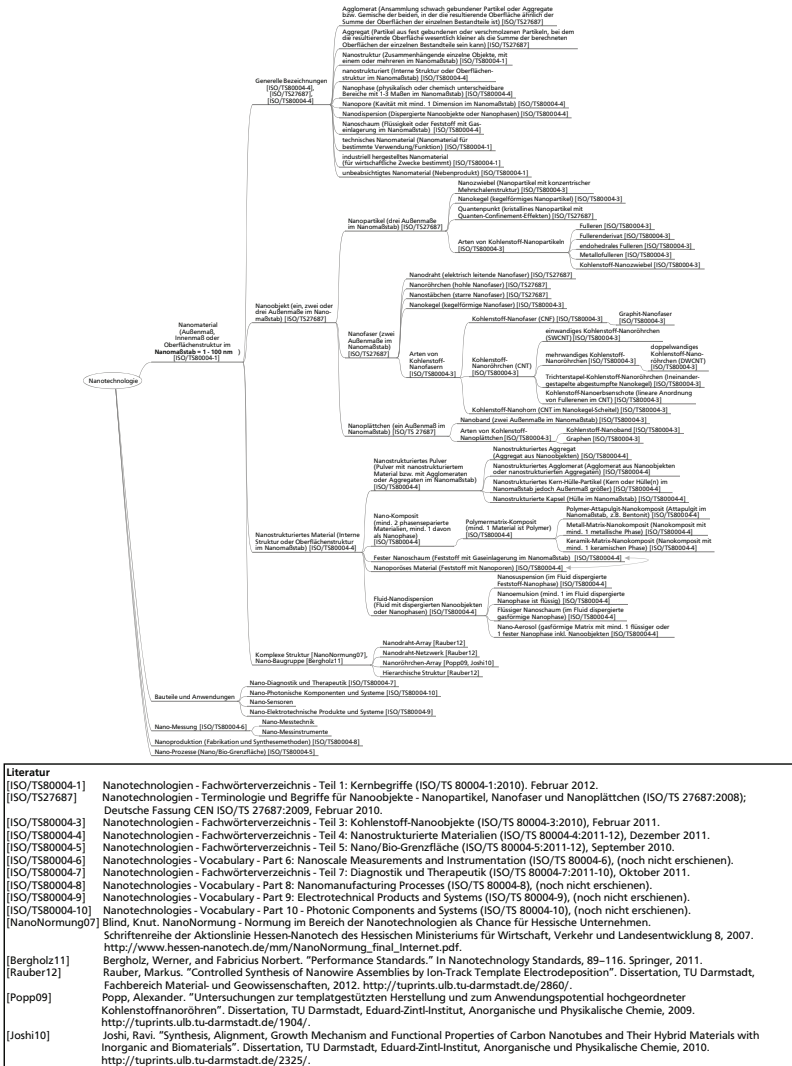 Agglomerat (Ansammlung schwach gebundener Partikel oder Aggregate
bzw. Gemische der beiden, in der die resultierende Oberfläche ähnlich der
Summe der Oberflächen der einzelnen Bestandteile ist) [ISO/TS27687]
Aggregat (Partikel aus fest gebundenen oder verschmolzenen Partikeln, bei dem
die resultierende Oberfläche wesentlich kleiner als die Summe der berechneten
Oberflächen der einzelnen Bestandteile sein kann) [ISO/TS27687]
Nanostruktur (Zusammenhängende einzelne Objekte, mit
einem oder mehreren im Nanomaßstab) [ISO/TS80004-1]
nanostrukturiert (Interne Struktur oder Oberflächen-
struktur im Nanomaßstab) [ISO/TS80004-4]
Generelle Bezeichnungen
[ISO/TS80004-4],
[ISO/TS27687],
[ISO/TS80004-4]
Nanophase (physikalisch oder chemisch unterscheidbare
Bereiche mit 1-3 Maßen im Nanomaßstab) [ISO/TS80004-4]
Nanopore (Kavität mit mind. 1 Dimension im Nanomaßstab) [ISO/TS80004-4]
Nanodispersion (Dispergierte Nanoobjekte oder Nanophasen) [ISO/TS80004-4]
Nanoschaum (Flüssigkeit oder Feststoff mit Gas-
einlagerung im Nanomaßstab) [ISO/TS80004-4]
technisches Nanomaterial (Nanomaterial für
bestimmte Verwendung/Funktion) [ISO/TS80004-1]
industriell hergestelltes Nanomaterial
(für wirtschaftliche Zwecke bestimmt) [ISO/TS80004-1]
unbeabsichtigtes Nanomaterial (Nebenprodukt) [ISO/TS80004-1]
Nanozwiebel (Nanopartikel mit konzentrischer
Mehrschalenstruktur) [ISO/TS80004-3]
Nanokegel (kegelförmiges Nanopartikel) [ISO/TS80004-3]
Nanopartikel (drei Außenmaße
im Nanomaßstab) [ISO/TS27687]
Quantenpunkt (kristallines Nanopartikel mit
Quanten-Confinement-Effekten) [ISO/TS27687]
Arten von Kohlenstoff-Nanopartikeln
[ISO/TS80004-3]
Fulleren [ISO/TS80004-3]
Fullerenderivat [ISO/TS80004-3]
endohedrales Fulleren [ISO/TS80004-3]
Metallofulleren [ISO/TS80004-3]
Kohlenstoff-Nanozwiebel [ISO/TS80004-3]
Nanoobjekt (ein, zwei oder
drei Außenmaße im Nano-
maßstab) [ISO/TS27687]
Nanodraht (elektrisch leitende Nanofaser) [ISO/TS27687]
Nanoröhrchen (hohle Nanofaser) [ISO/TS27687]
Nanostäbchen (starre Nanofaser) [ISO/TS27687]
Nanokegel (kegelförmige Nanofaser) [ISO/TS80004-3]
Nanofaser (zwei
Außenmaße im
Nanomaßstab)
[ISO/TS27687]
Arten von
Kohlenstoff-
Nanofasern
[ISO/TS80004-3]
Kohlenstoff-Nanofaser (CNF) [ISO/TS80004-3]
Graphit-Nanofaser
[ISO/TS80004-3]
Kohlenstoff-
Nanoröhrchen (CNT)
[ISO/TS80004-3]
einwandiges Kohlenstoff-Nanoröhrchen
(SWCNT) [ISO/TS80004-3]
mehrwandiges Kohlenstoff-
Nanoröhrchen [ISO/TS80004-3]
doppelwandiges
Kohlenstoff-Nano-
röhrchen (DWCNT)
[ISO/TS80004-3]
Trichterstapel-Kohlenstoff-Nanoröhrchen (Ineinander-
gestapelte abgestumpfte Nanokegel) [ISO/TS80004-3]
Kohlenstoff-Nanoerbsenschote (lineare Anordnung
von Fullerenen im CNT) [ISO/TS80004-3]
Kohlenstoff-Nanohorn (CNT im Nanokegel-Scheitel) [ISO/TS80004-3]
Nanoplättchen (ein Außenmaß im
Nanomaßstab) [ISO/TS 27687]
Nanoband (zwei Außenmaße im Nanomaßstab) [ISO/TS80004-3]
Arten von Kohlenstoff-
Nanoplättchen [ISO/TS80004-3]
Kohlenstoff-Nanoband [ISO/TS80004-3]
Graphen [ISO/TS80004-3]
Nanomaterial
(Außenmaß,
Innenmaß oder
Oberflächenstruktur im
Nanomaßstab = 1 - 100 nm )
[ISO/TS80004-1]
Nanotechnologie
Nanostrukturiertes Material (Interne
Struktur oder Oberflächenstruktur
im Nanomaßstab) [ISO/TS80004-4]
Nanostrukturiertes Pulver
(Pulver mit nanostrukturiertem
Material bzw. mit Agglomeraten
oder Aggregaten im Nanomaßstab)
[ISO/TS80004-4]
Nanostrukturiertes Aggregat
(Aggregat aus Nanoobjekten) [ISO/TS80004-4]
Nanostrukturiertes Agglomerat (Agglomerat aus Nanoobjekten
oder nanostrukturierten Aggregaten) [ISO/TS80004-4]
Nanostrukturiertes Kern-Hülle-Partikel (Kern oder Hülle(n) im
Nanomaßstab jedoch Außenmaß größer) [ISO/TS80004-4]
Nanostrukturierte Kapsel (Hülle im Nanomaßstab) [ISO/TS80004-4]
Nano-Komposit
(mind. 2 phasenseparierte
Materialien, mind. 1 davon
als Nanophase)
[ISO/TS80004-4]
Polymermatrix-Komposit
(mind. 1 Material ist Polymer)
[ISO/TS80004-4]
Polymer-Attapulgit-Nanokomposit (Attapulgit im
Nanomaßstab, z.B. Bentonit) [ISO/TS80004-4]
Metall-Matrix-Nanokomposit (Nanokomposit mit
mind. 1 metallische Phase) [ISO/TS80004-4]
Keramik-Matrix-Nanokomposit (Nanokomposit mit
mind. 1 keramischen Phase) [ISO/TS80004-4]
Fester Nanoschaum (Feststoff mit Gaseinlagerung im Nanomaßstab) [ISO/TS80004-4]
Nanoporöses Material (Feststoff mit Nanoporen) [ISO/TS80004-4]
Fluid-Nanodispersion
(Fluid mit dispergierten Nanoobjekten
oder Nanophasen) [ISO/TS80004-4]
Nanosuspension (im Fluid dispergierte
Feststoff-Nanophase) [ISO/TS80004-4]
Nanoemulsion (mind. 1 im Fluid dispergierte
Nanophase ist flüssig) [ISO/TS80004-4]
Flüssiger Nanoschaum (im Fluid dispergierte
gasförmige Nanophase) [ISO/TS80004-4]
Nano-Aerosol (gasförmige Matrix mit mind. 1 flüssiger oder
1 fester Nanophase inkl. Nanoobjekten [ISO/TS80004-4]
Komplexe Struktur [NanoNormung07],
Nano-Baugruppe [Bergholz11]
Nanodraht-Array [Rauber12]
Nanodraht-Netzwerk [Rauber12]
Nanoröhrchen-Array [Popp09, Joshi10]
Hierarchische Struktur [Rauber12]
Bauteile und Anwendungen
Nano-Diagnostik und Therapeutik [ISO/TS80004-7]
Nano-Photonische Komponenten und Systeme [ISO/TS80004-10]
Nano-Sensoren
Nano-Elektrotechnische Produkte und Systeme [ISO/TS80004-9]
Nano-Messung [ISO/TS80004-6]
Nano-Messtechnik
Nano-Messinstrumente
Nanoproduktion (Fabrikation und Synthesemethoden) [ISO/TS80004-8]
Nano-Prozesse (Nano/Bio-Grenzfläche) [ISO/TS80004-5]
Literatur
[ISO/TS80004-1] Nanotechnologien - Fachwörterverzeichnis - Teil 1: Kernbegriffe (ISO/TS 80004-1:2010). Februar 2012.
[ISO/TS27687] Nanotechnologien - Terminologie und Begriffe für Nanoobjekte - Nanopartikel, Nanofaser und Nanoplättchen (ISO/TS 27687:2008);
Deutsche Fassung CEN ISO/TS 27687:2009, Februar 2010.
[ISO/TS80004-3] Nanotechnologien - Fachwörterverzeichnis - Teil 3: Kohlenstoff-Nanoobjekte (ISO/TS 80004-3:2010), Februar 2011.
[ISO/TS80004-4] Nanotechnologien - Fachwörterverzeichnis - Teil 4: Nanostrukturierte Materialien (ISO/TS 80004-4:2011-12), Dezember 2011.
[ISO/TS80004-5] Nanotechnologien - Fachwörterverzeichnis - Teil 5: Nano/Bio-Grenzfläche (ISO/TS 80004-5:2011-12), September 2010.
[ISO/TS80004-6] Nanotechnologies - Vocabulary - Part 6: Nanoscale Measurements and Instrumentation (ISO/TS 80004-6), (noch nicht erschienen).
[ISO/TS80004-7] Nanotechnologien - Fachwörterverzeichnis - Teil 7: Diagnostik und Therapeutik (ISO/TS 80004-7:2011-10), Oktober 2011.
[ISO/TS80004-8] Nanotechnologies - Vocabulary - Part 8: Nanomanufacturing Processes (ISO/TS 80004-8), (noch nicht erschienen).
[ISO/TS80004-9] Nanotechnologies - Vocabulary - Part 9: Electrotechnical Products and Systems (ISO/TS 80004-9), (noch nicht erschienen).
[ISO/TS80004-10] Nanotechnologies - Vocabulary - Part 10 - Photonic Components and Systems (ISO/TS 80004-10), (noch nicht erschienen).
[NanoNormung07] Blind, Knut. NanoNormung - Normung im Bereich der Nanotechnologien als Chance für Hessische Unternehmen.
Schriftenreihe der Aktionslinie Hessen-Nanotech des Hessischen Ministeriums für Wirtschaft, Verkehr und Landesentwicklung 8, 2007.
http://www.hessen-nanotech.de/mm/NanoNormung_final_Internet.pdf.
[Bergholz11] Bergholz, Werner, and Fabricius Norbert. "Performance Standards." In Nanotechnology Standards, 89–116. Springer, 2011.
[Rauber12] Rauber, Markus. "Controlled Synthesis of Nanowire Assemblies by Ion-Track Template Electrodeposition". Dissertation, TU Darmstadt,
Fachbereich Material- und Geowissenschaften, 2012. http://tuprints.ulb.tu-darmstadt.de/2860/.
[Popp09] Popp, Alexander. "Untersuchungen zur templatgestützten Herstellung und zum Anwendungspotential hochgeordneter
Kohlenstoffnanoröhren". Dissertation, TU Darmstadt, Eduard-Zintl-Institut, Anorganische und Physikalische Chemie, 2009.
http://tuprints.ulb.tu-darmstadt.de/1904/.
[Joshi10] Joshi, Ravi. "Synthesis, Alignment, Growth Mechanism and Functional Properties of Carbon Nanotubes and Their Hybrid Materials with
Inorganic and Biomaterials". Dissertation, TU Darmstadt, Eduard-Zintl-Institut, Anorganische und Physikalische Chemie, 2010.
http://tuprints.ulb.tu-darmstadt.de/2325/.